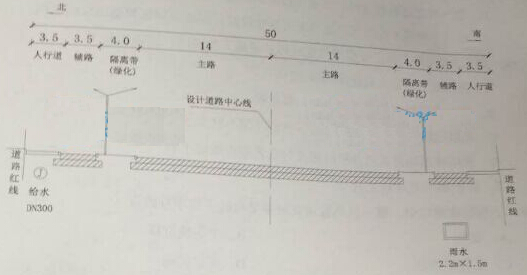 北
南
50
3.5 3.5 4.0 14 14 4.0 3.5 3.5
人行道 辅路 隔离带 主路 主路 隔离带 辅路 人行道
(绿化) (绿化)
设计道路中心线
道路红线
道路红线
J
给水
DN300
雨水
2.2m×1.5m